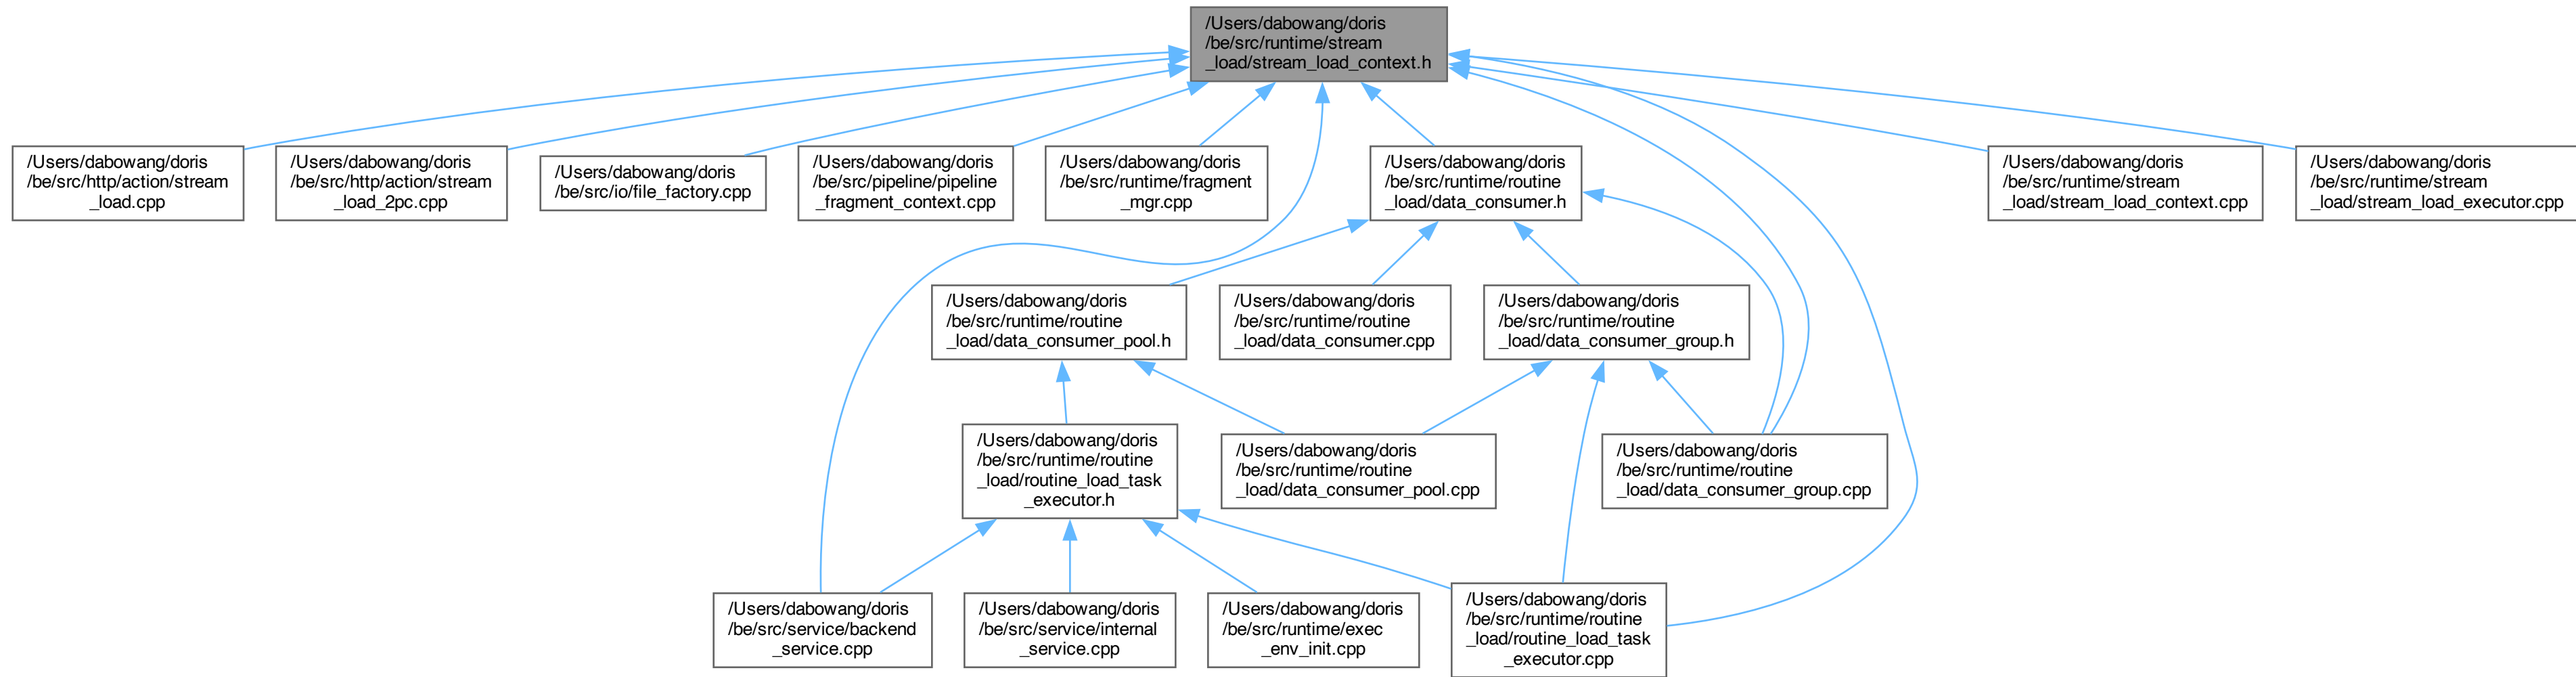 /Users/dabowang/doris
/be/src/runtime/stream
_load/stream_load_context.h
/Users/dabowang/doris
/be/src/http/action/stream
_load.cpp
/Users/dabowang/doris
/be/src/http/action/stream
_load_2pc.cpp
/Users/dabowang/doris
/be/src/io/file_factory.cpp
/Users/dabowang/doris
/be/src/pipeline/pipeline
_fragment_context.cpp
/Users/dabowang/doris
/be/src/runtime/fragment
_mgr.cpp
/Users/dabowang/doris
/be/src/runtime/routine
_load/data_consumer.h
/Users/dabowang/doris
/be/src/runtime/stream
_load/stream_load_context.cpp
/Users/dabowang/doris
/be/src/runtime/stream
_load/stream_load_executor.cpp
/Users/dabowang/doris
/be/src/runtime/routine
_load/data_consumer_pool.h
/Users/dabowang/doris
/be/src/runtime/routine
_load/data_consumer.cpp
/Users/dabowang/doris
/be/src/runtime/routine
_load/data_consumer_group.h
/Users/dabowang/doris
/be/src/runtime/routine
_load/routine_load_task
_executor.h
/Users/dabowang/doris
/be/src/runtime/routine
_load/data_consumer_pool.cpp
/Users/dabowang/doris
/be/src/runtime/routine
_load/data_consumer_group.cpp
/Users/dabowang/doris
/be/src/service/backend
_service.cpp
/Users/dabowang/doris
/be/src/service/internal
_service.cpp
/Users/dabowang/doris
/be/src/runtime/exec
_env_init.cpp
/Users/dabowang/doris
/be/src/runtime/routine
_load/routine_load_task
_executor.cpp